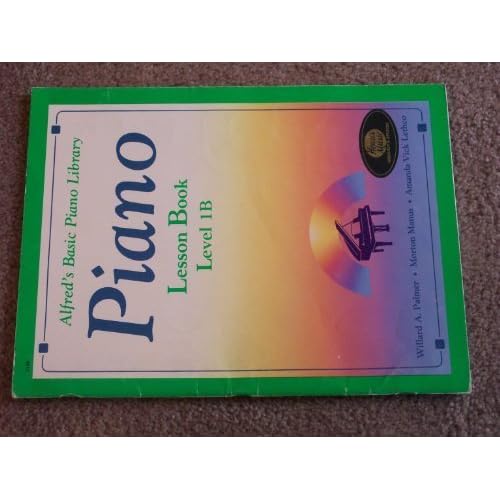 Alfred's Basic Piano Library
Piano
Lesson Book
Level 1B
Willard A. Palmer • Morton Manus • Amanda Vick Lethco